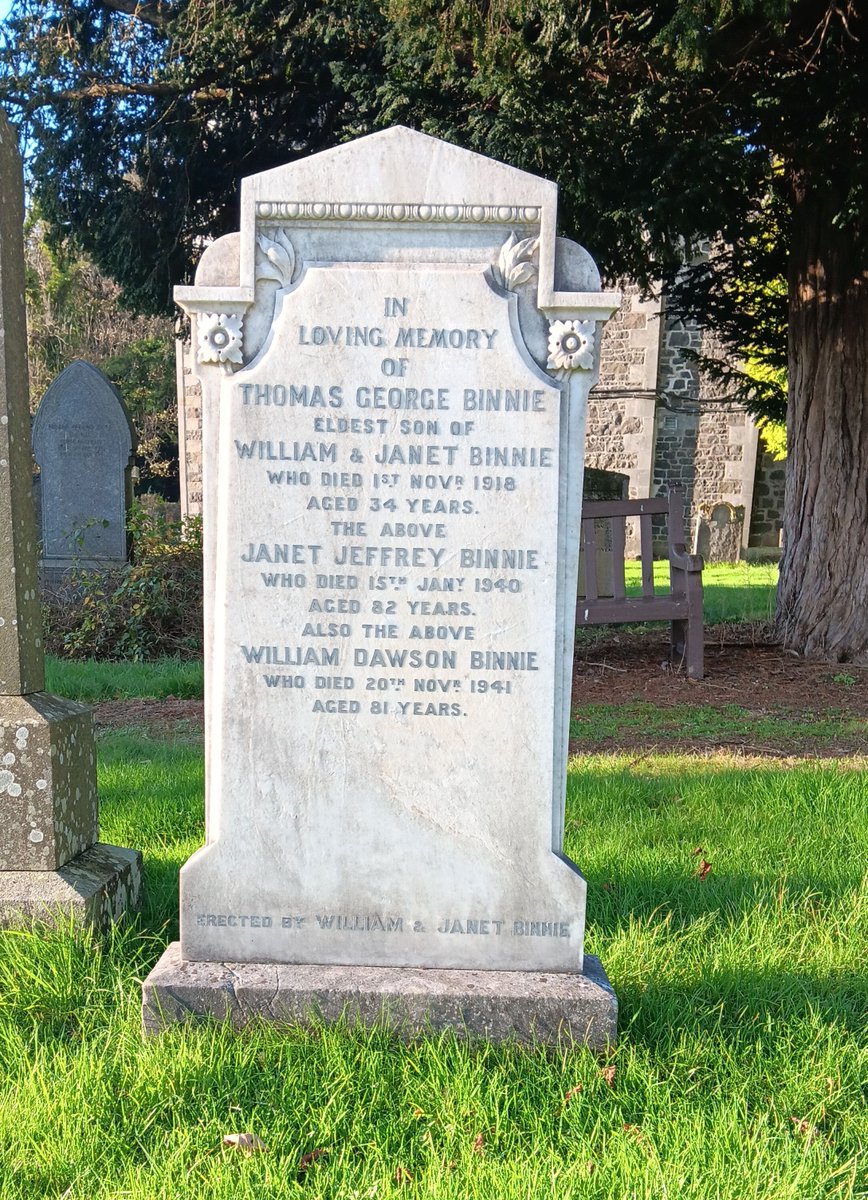 IN
LOVING MEMORY
OF
THOMAS GEORGE BINNIE
ELDEST SON OF
WILLIAM & JANET BINNIE
WHO DIED 1ST NOVR 1918
AGED 34 YEARS.
THE ABOVE
JANET JEFFREY BINNIE
WHO DIED 15TH JANY 1940
AGED 82 YEARS.
ALSO THE ABOVE
WILLIAM DAWSON BINNIE
WHO DIED 20TH NOVR 1941
AGED 81 YEARS.
ERECTED BY WILLIAM & JANET BINNIE